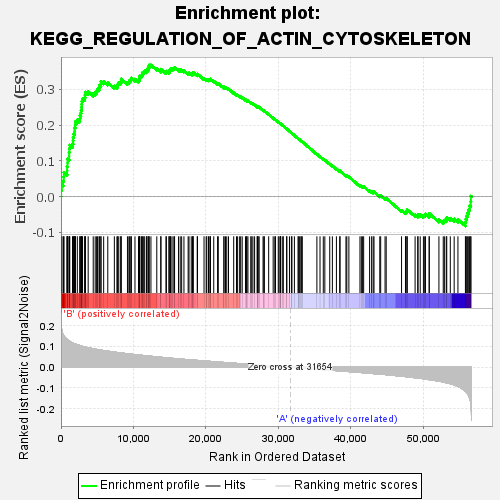 Enrichment plot:
KEGG_REGULATION_OF_ACTIN_CYTOSKELETON
Enrichment score (ES)
0.3
0.2
0.1
0.0
-0.1
'B' (positively correlated)
Ranked list metric (Signal2Noise)
0.2
0.1
0.0
-0.1
-0.2
Zero cross at 31654
'A' (negatively correlated)
0
10,000
20,000
30,000
40,000
50,000
Rank in Ordered Dataset
Enrichment profile
Hits
Ranking metric scores